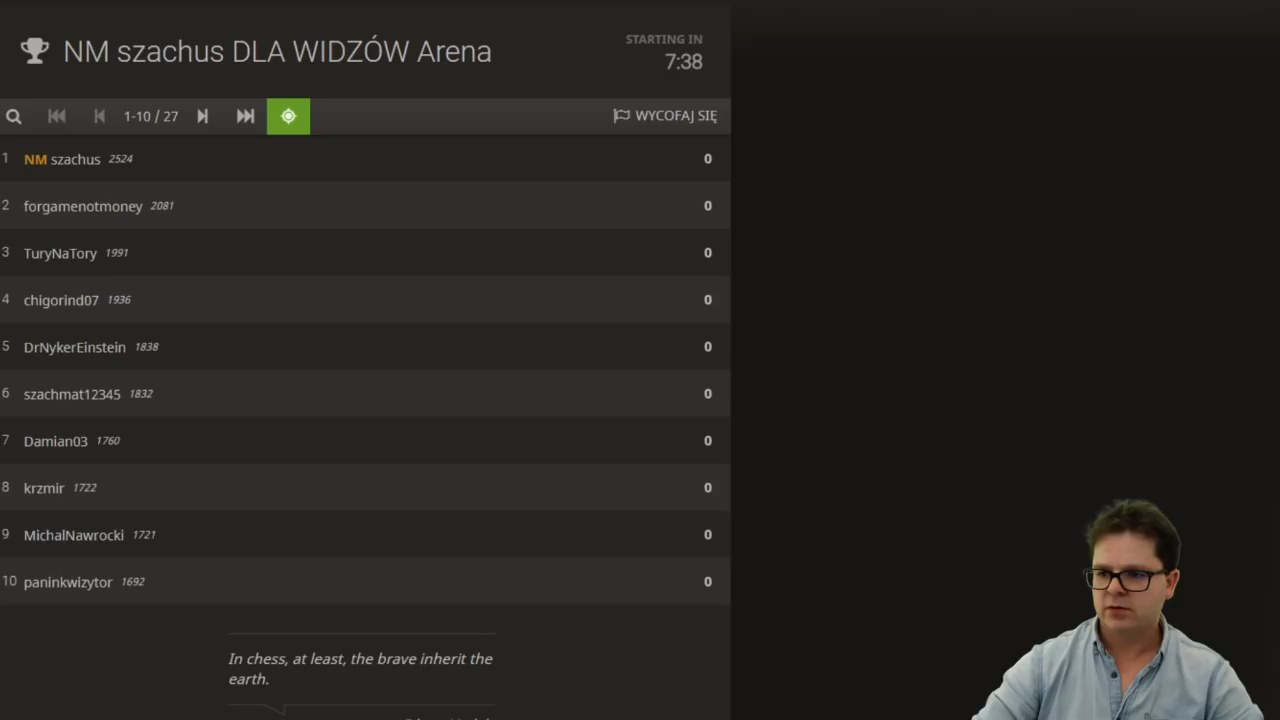 NM szachus DLA WIDZÓW Arena
STARTING IN
7:38
1-10 / 27
WYCOFAJ SIĘ
1 NM szachus 2524 0
2 forgamenotmoney 2081 0
3 TuryNaTory 1991 0
4 chigorind07 1936 0
5 DrNykerEinstein 1838 0
6 szachmat12345 1832 0
7 Damian03 1760 0
8 krzmir 1722 0
9 MichalNawrocki 1721 0
10 paninkwizytor 1692 0
In chess, at least, the brave inherit the
earth.